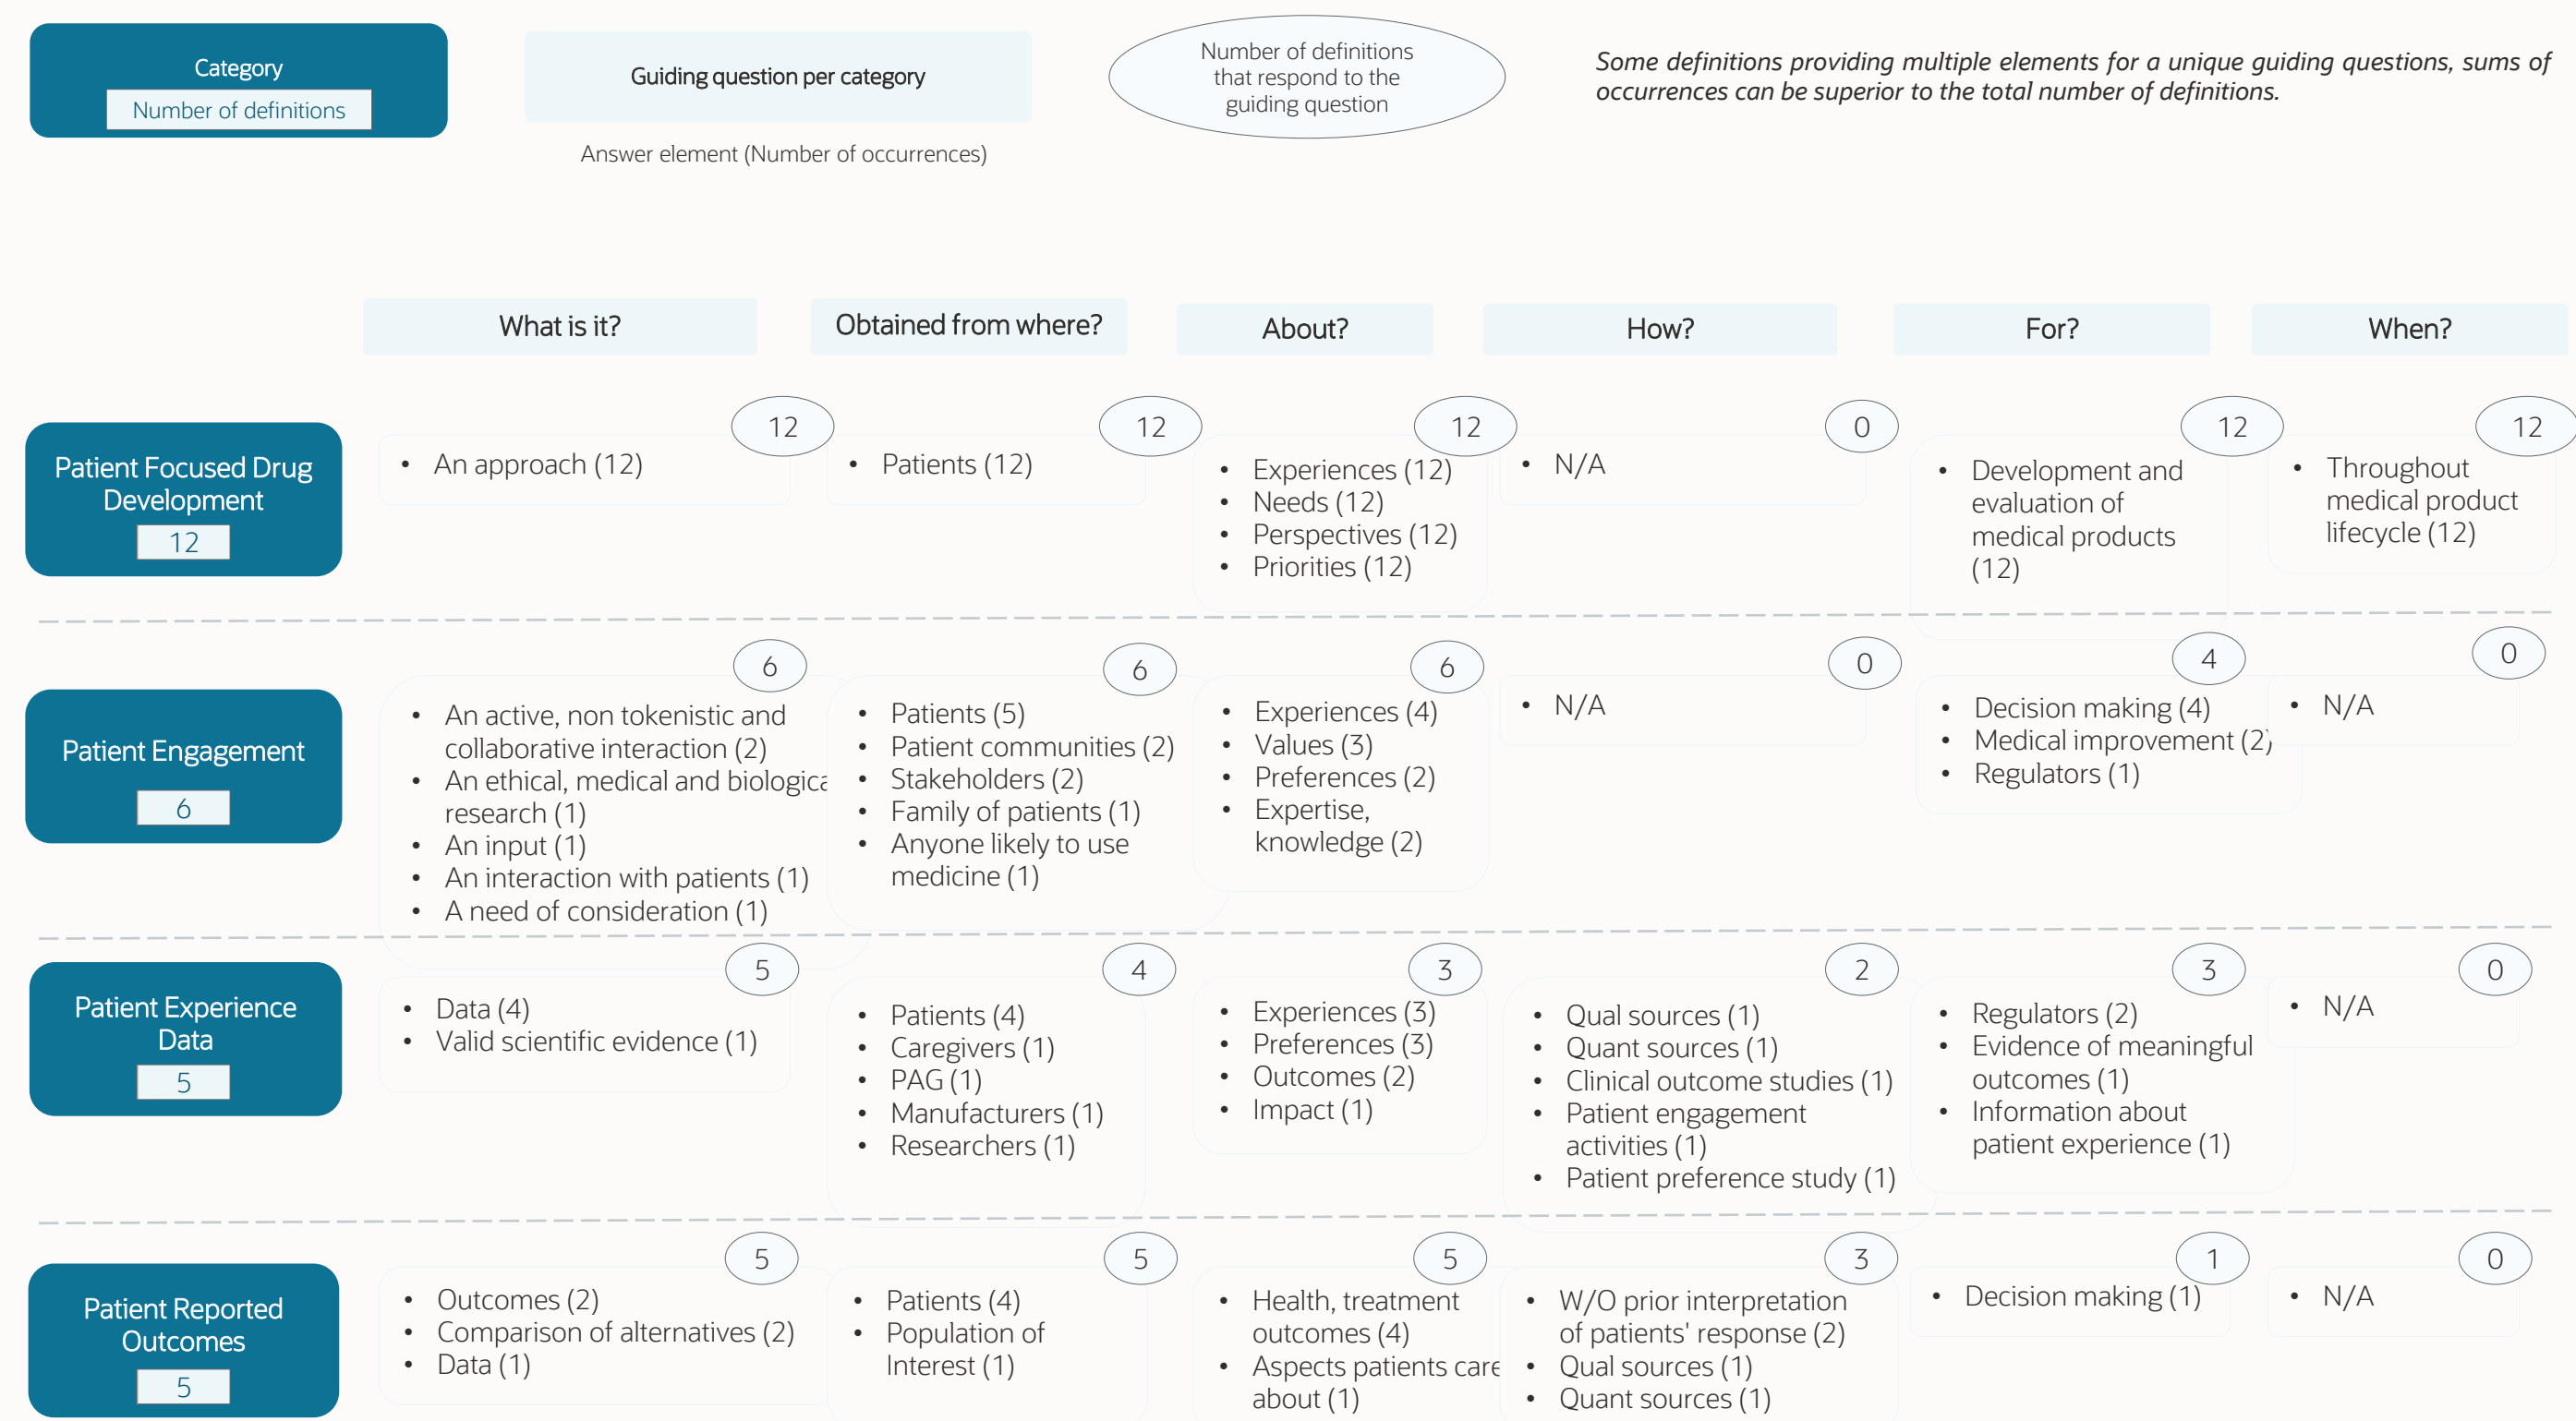 Category
Number of definitions
Guiding question per category
Answer element (Number of occurrences)
Number of definitions
that respond to the
guiding question
Some definitions providing multiple elements for a unique guiding questions, sums of
occurrences can be superior to the total number of definitions.
What is it?
Obtained from where?
About?
How?
For?
When?
Patient Focused Drug
Development
12
12
• An approach (12)
12
• Patients (12)
12
• Experiences (12)
• Needs (12)
• Perspectives (12)
• Priorities (12)
0
• N/A
12
• Development and
evaluation of
medical products
(12)
12
• Throughout
medical product
lifecycle (12)
Patient Engagement
6
6
• An active, non tokenistic and
collaborative interaction (2)
• An ethical, medical and biologica
research (1)
• An input (1)
• An interaction with patients (1)
• A need of consideration (1)
6
• Patients (5)
• Patient communities (2)
• Stakeholders (2)
• Family of patients (1)
• Anyone likely to use
medicine (1)
6
• Experiences (4)
• Values (3)
• Preferences (2)
• Expertise,
knowledge (2)
0
• N/A
4
• Decision making (4)
• Medical improvement (2)
• Regulators (1)
0
• N/A
Patient Experience
Data
5
5
• Data (4)
• Valid scientific evidence (1)
4
• Patients (4)
• Caregivers (1)
• PAG (1)
• Manufacturers (1)
• Researchers (1)
3
• Experiences (3)
• Preferences (3)
• Outcomes (2)
• Impact (1)
2
• Qual sources (1)
• Quant sources (1)
• Clinical outcome studies (1)
• Patient engagement
activities (1)
• Patient preference study (1)
3
• Regulators (2)
• Evidence of meaningful
outcomes (1)
• Information about
patient experience (1)
0
• N/A
Patient Reported
Outcomes
5
5
• Outcomes (2)
• Comparison of alternatives (2)
• Data (1)
5
• Patients (4)
• Population of
Interest (1)
5
• Health, treatment
outcomes (4)
• Aspects patients care
about (1)
3
• W/O prior interpretation
of patients' response (2)
• Qual sources (1)
• Quant sources (1)
1
• Decision making (1)
0
• N/A